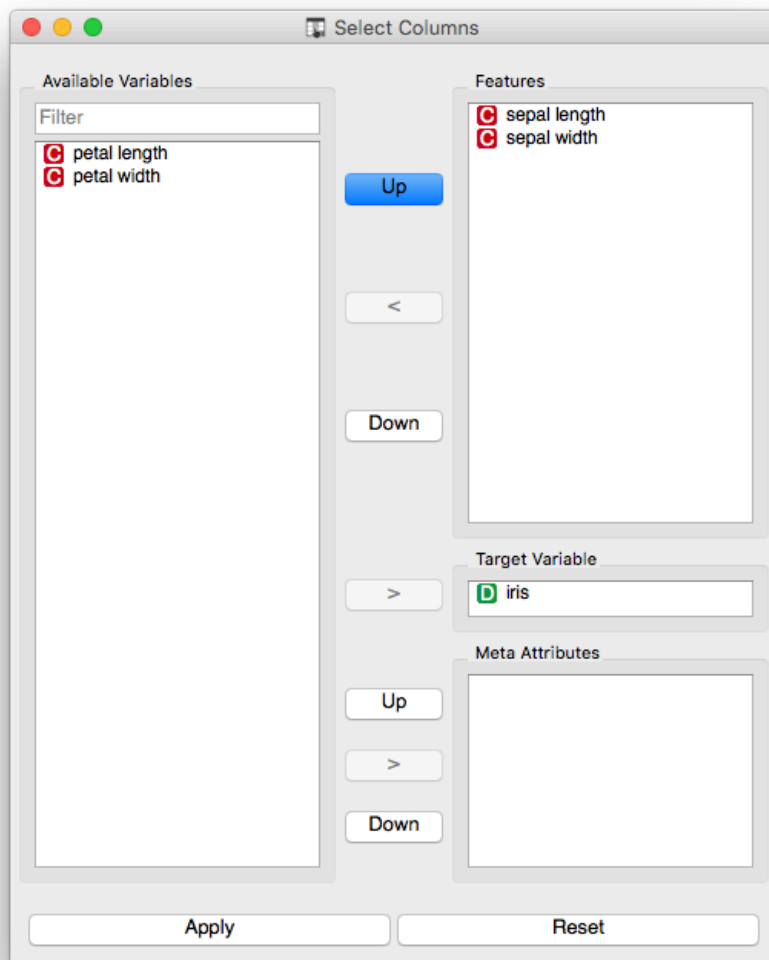 Select Columns
Available Variables
Filter
C petal length
C petal width
Up
<
Down
>
Up
>
Down
Features
C sepal length
C sepal width
Target Variable
D iris
Meta Attributes
Apply
Reset